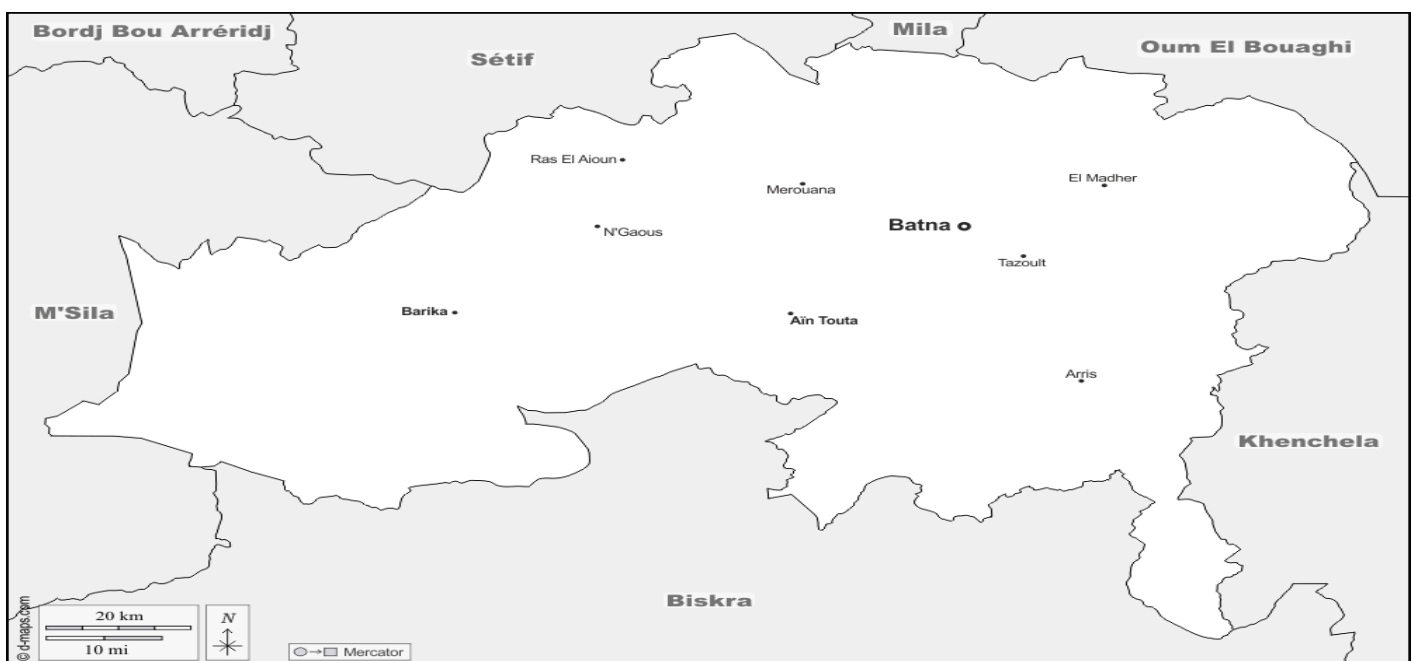 Bordj Bou Arréridj
Sétif
Mila
Oum El Bouaghi
Ras El Aioun
Merouana
El Madher
N'Gaous
Batna
Tazoult
M'Sila
Barika
Aïn Touta
Arris
Khenchela
Biskra
© d-maps.com
20 km
10 mi
N
Mercator